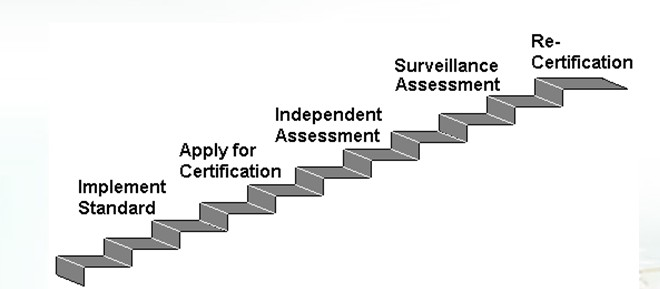 Implement
Standard
Apply for
Certification
Independent
Assessment
Surveillance
Assessment
Re-
Certification